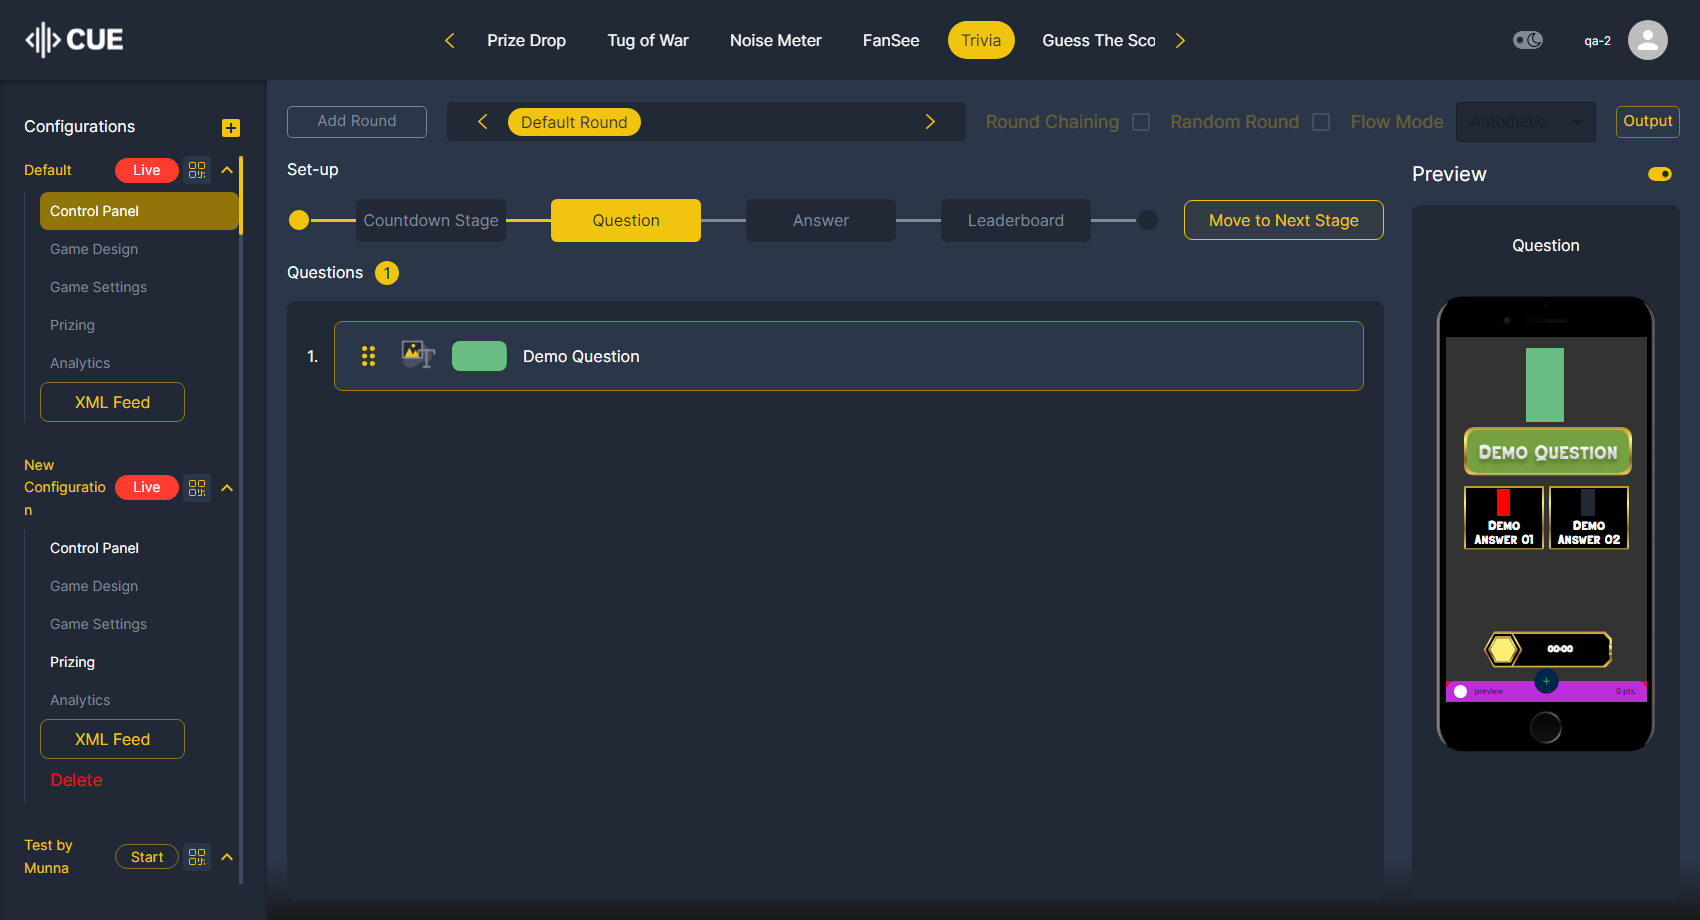 CUE
Prize Drop
Tug of War
Noise Meter
FanSee
Trivia
Guess The Sco
qa-2
Configurations
Default
Live
Control Panel
Game Design
Game Settings
Prizing
Analytics
XML Feed
New
Configuratio
n
Live
Control Panel
Game Design
Game Settings
Prizing
Analytics
XML Feed
Delete
Test by
Munna
Start
Add Round
Default Round
Round Chaining
Random Round
Flow Mode
Automatic
Output
Set-up
Countdown Stage
Question
Answer
Leaderboard
Move to Next Stage
Questions 1
1.
T
Demo Question
Preview
Question
Demo Question
Demo
Answer 01
Demo
Answer 02
00:00
preview
0 pts.